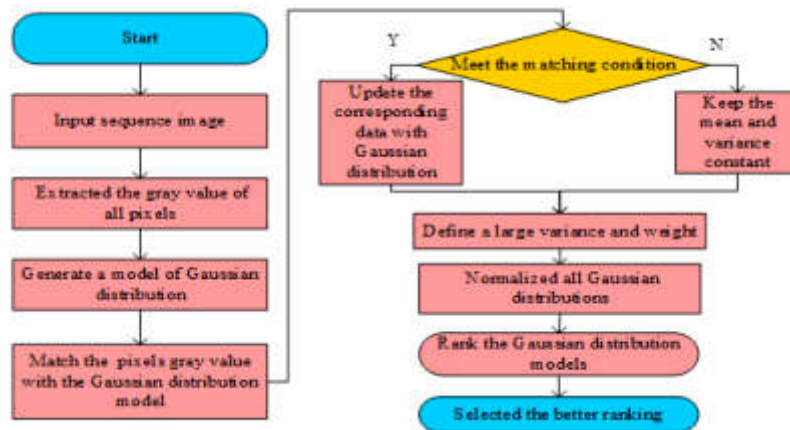 Start
Input sequence image
Extracted the gray value of
all pixels
Generate a model of Gaussian
distribution
Match the pixels gray value
with the Gaussian distribution
model
Y
Meet the matching condition
N
Update the
corresponding
data with
Gaussian
distribution
Keep the
mean and
variance
constant
Define a large variance and weight
Normalized all Gaussian
distributions
Rank the Gaussian distribution
models
Selected the better ranking